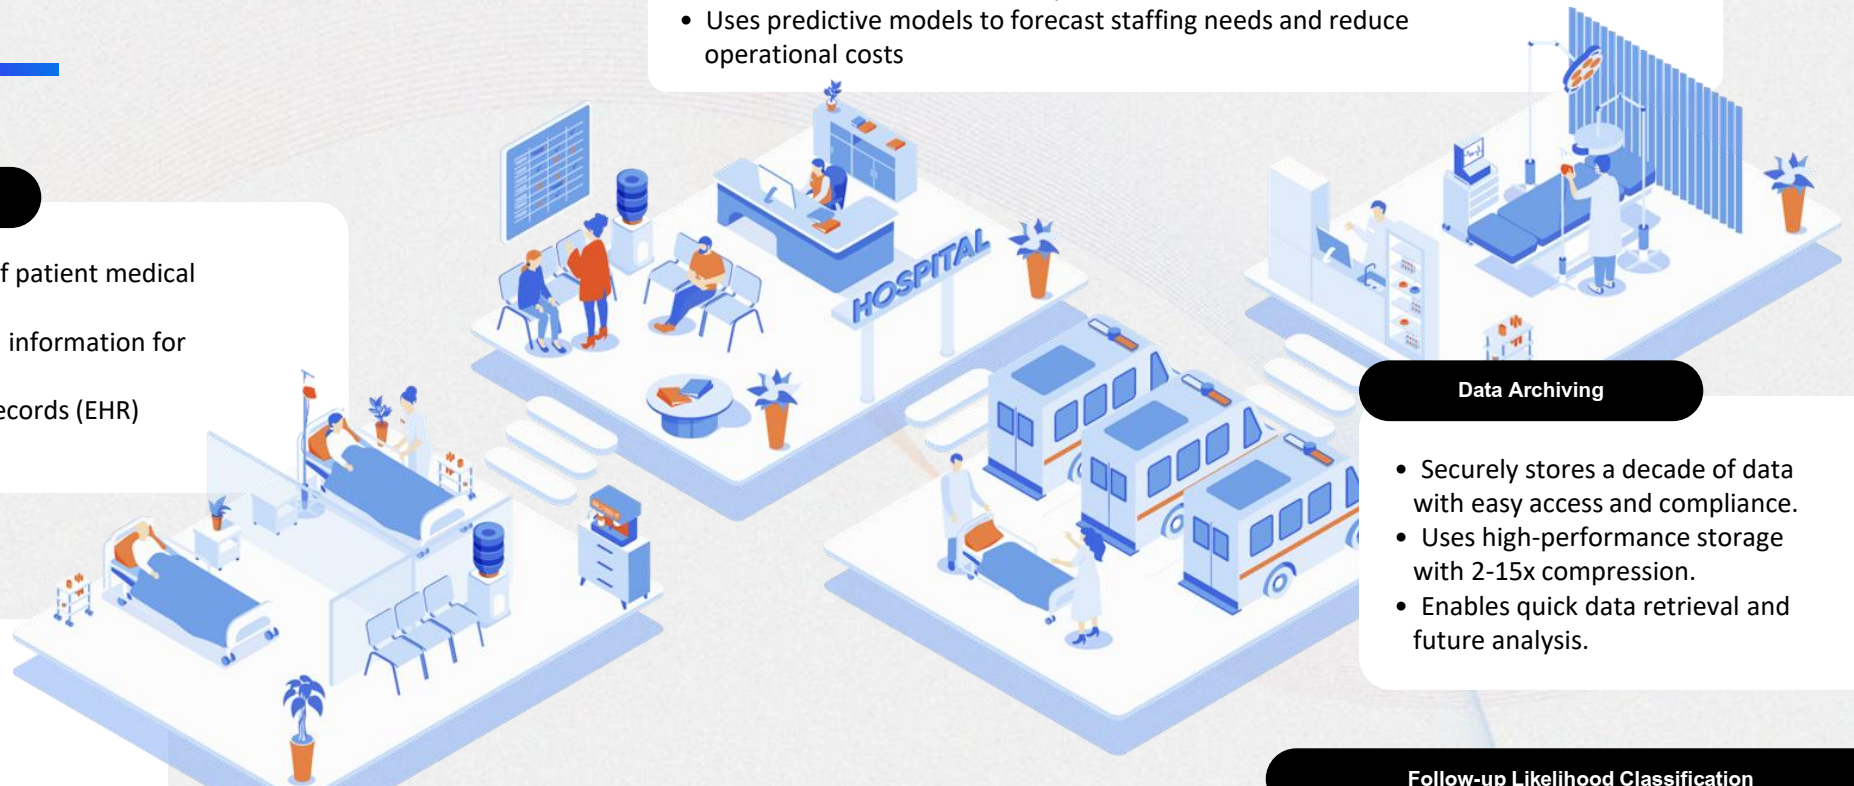 • Uses predictive models to forecast staffing needs and reduce
operational costs
f patient medical
information for
ecords (EHR)
HOSPITAL
Data Archiving
• Securely stores a decade of data
with easy access and compliance.
• Uses high-performance storage
with 2-15x compression.
• Enables quick data retrieval and
future analysis.
Follow-up Likelihood Classification